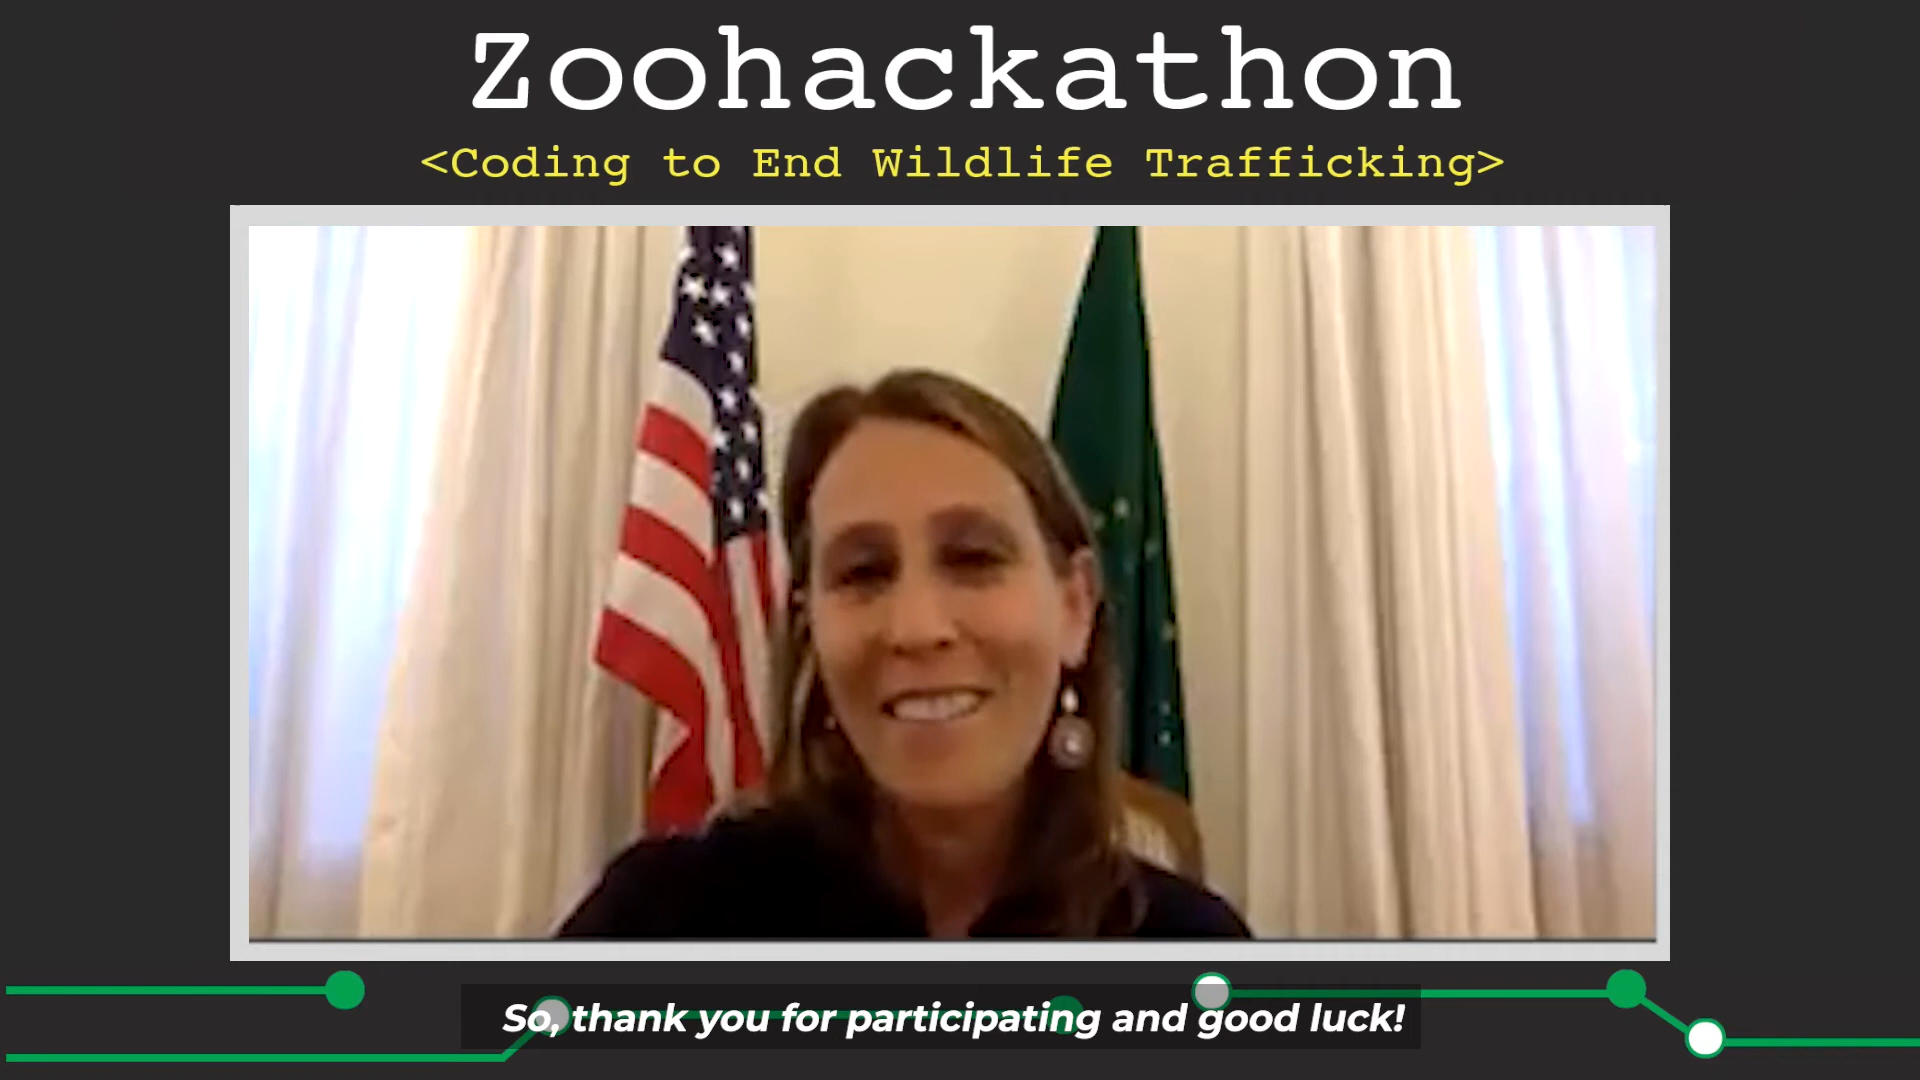 Zoohackathon
<Coding to End Wildlife Trafficking>
So, thank you for participating and good luck!